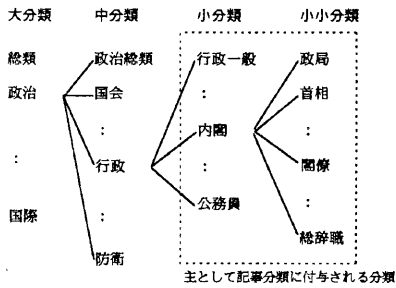 大分類 中分類 小分類 小小分類
総類 政治総類 行政一般 政局
政治 国会 : 首相
: 内閣 :
: 行政 : 閣僚
国際 : 公務員 :
総辞職
防衛
主として記事分類に付与される分類